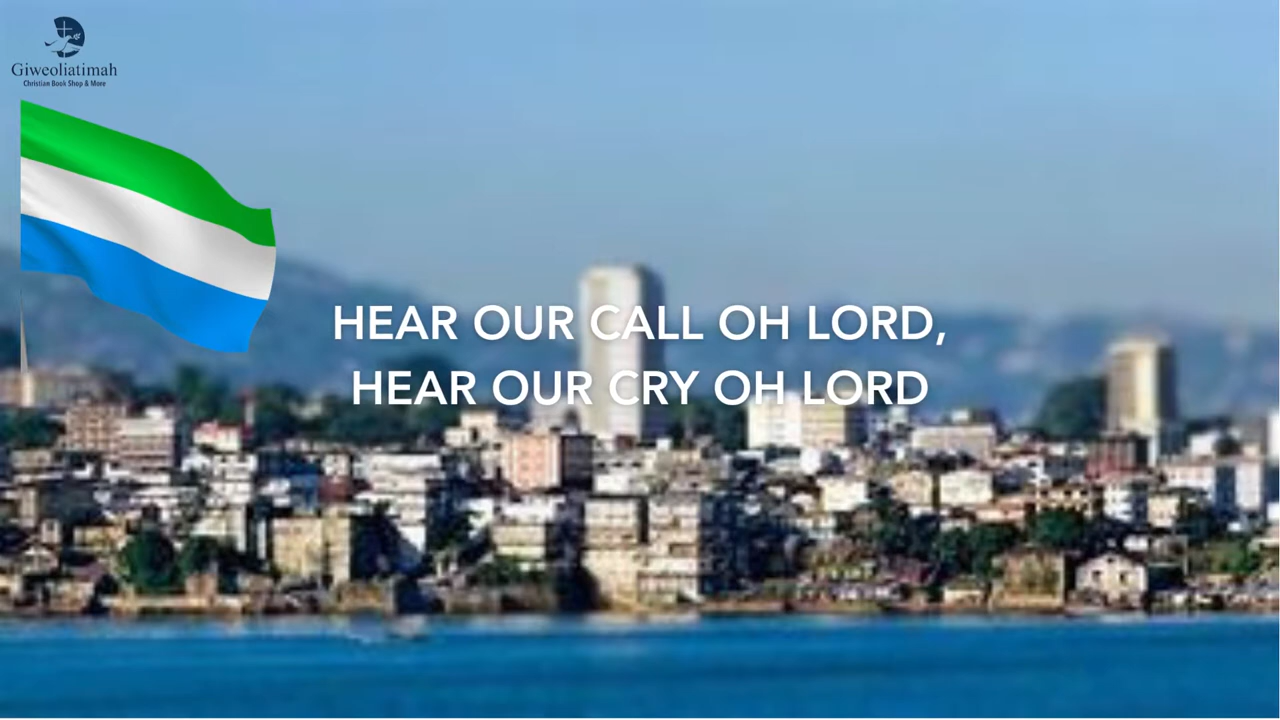 Giweoliatimah
Christian Book Shop & More
HEAR OUR CALL OH LORD,
HEAR OUR CRY OH LORD